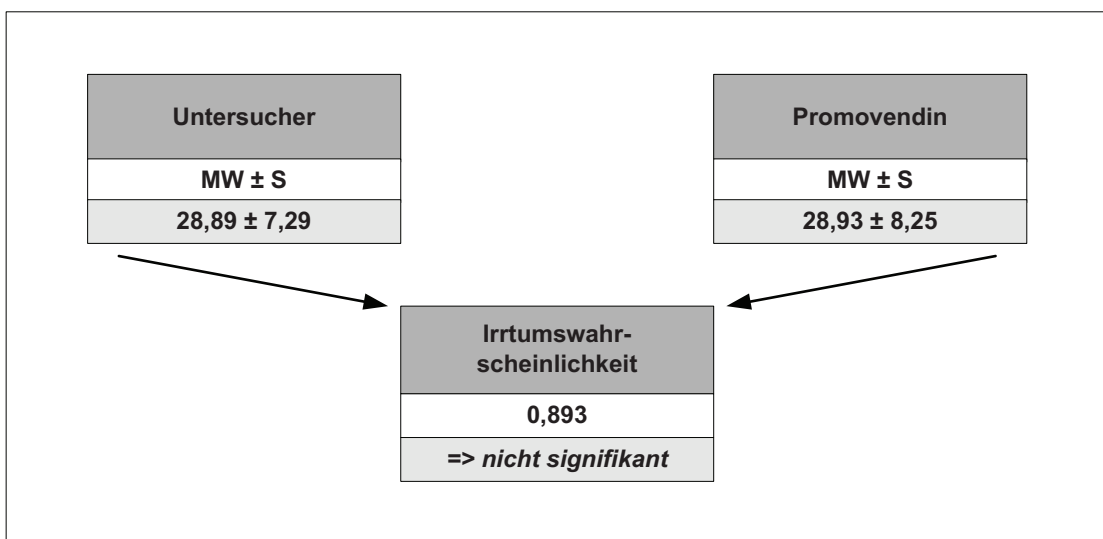 Untersucher
MW ± S
28,89 ± 7,29
Promovendin
MW ± S
28,93 ± 8,25
Irrtumswahr-
scheinlichkeit
0,893
=> nicht signifikant